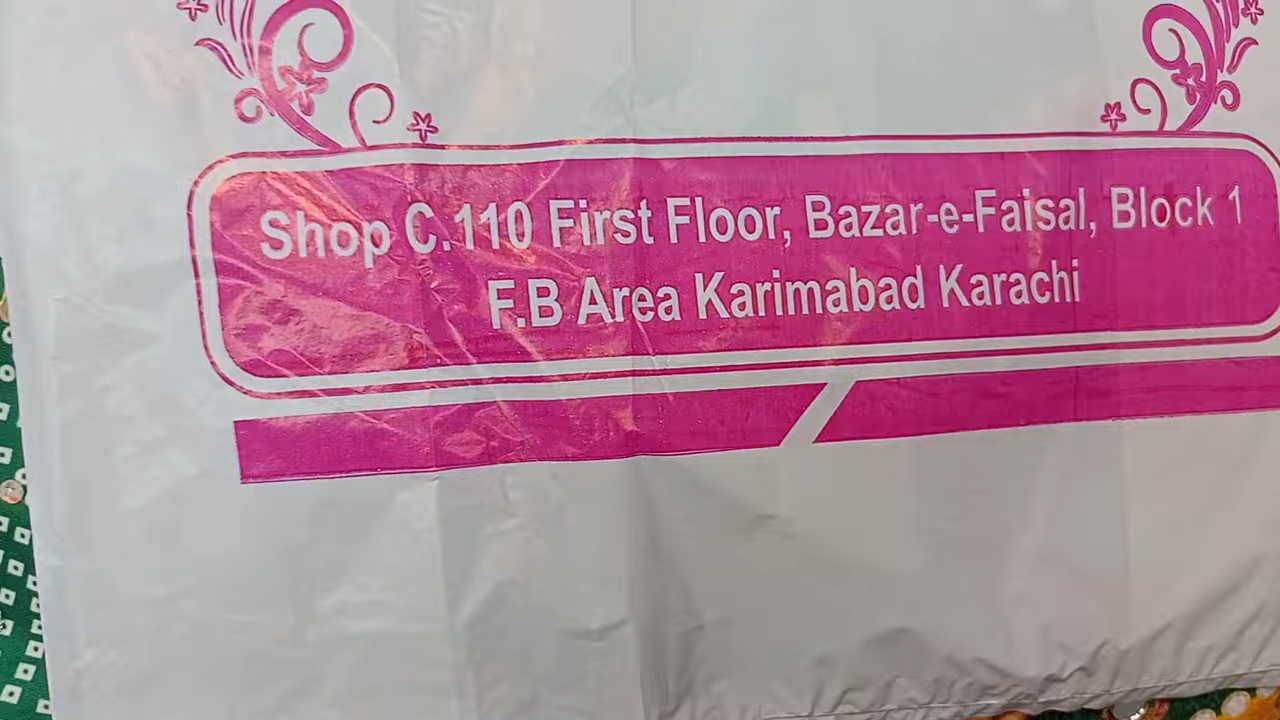 Shop C.110 First Floor, Bazar-e-Faisal, Block 1
F.B Area Karimabad Karachi